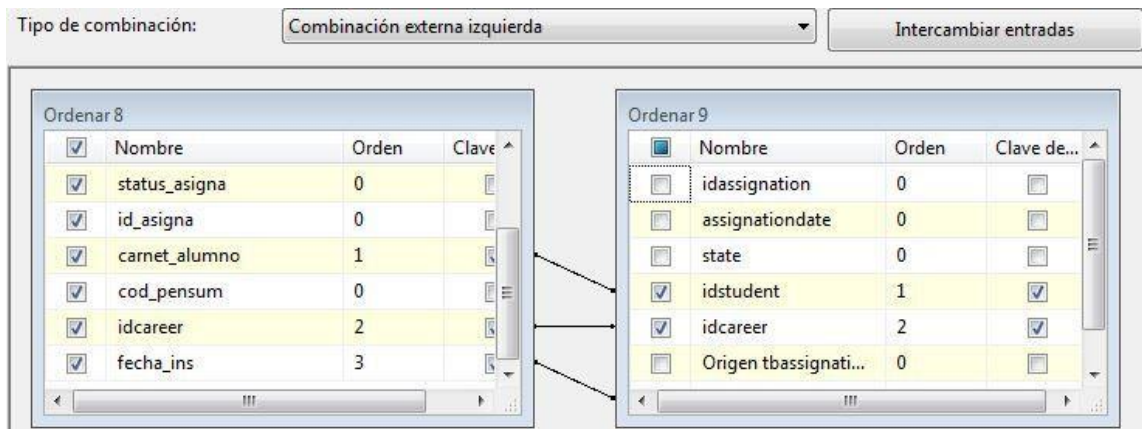 Tipo de combinación: Combinación externa izquierda Intercambiar entradas
Ordenar 8
Nombre Orden Clave
status_asigna 0
id_asigna 0
carnet_alumno 1
cod_pensum 0
idcareer 2
fecha_ins 3
Ordenar 9
Nombre Orden Clave de...
idassignation 0
assignationdate 0
state 0
idstudent 1
idcareer 2
Origen tbassignati... 0